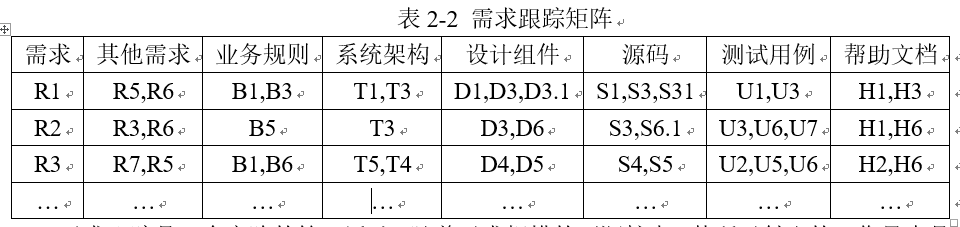 表 2-2 需求跟踪矩阵
需求 其他需求 业务规则 系统架构 设计组件 源码 测试用例 帮助文档
R1 R5,R6 B1,B3 T1,T3 D1,D3,D3.1 S1,S3,S31 U1,U3 H1,H3
R2 R3,R6 B5 T3 D3,D6 S3,S6.1 U3,U6,U7 H1,H6
R3 R7,R5 B1,B6 T5,T4 D4,D5 S4,S5 U2,U5,U6 H2,H6
… … … … … … … …